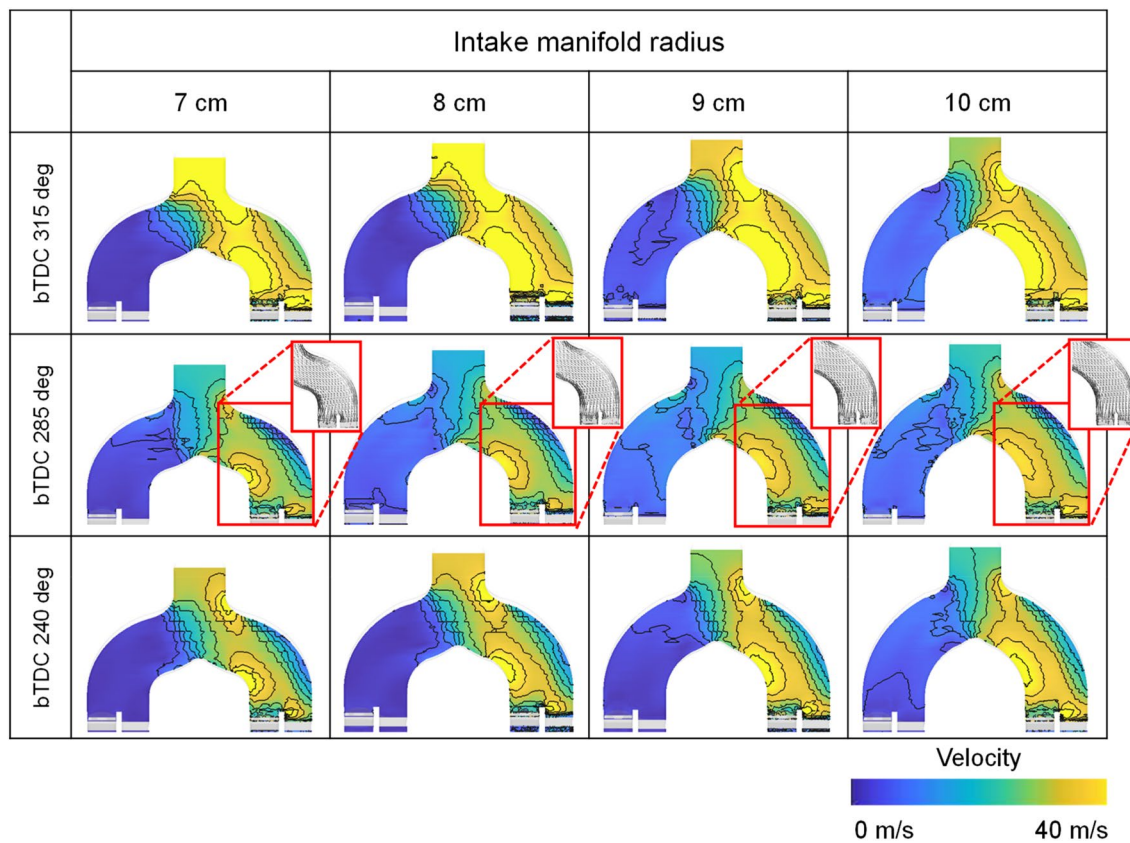 Intake manifold radius
7 cm
8 cm
9 cm
10 cm
bTDC 315 deg
bTDC 285 deg
bTDC 240 deg
Velocity
0 m/s
40 m/s